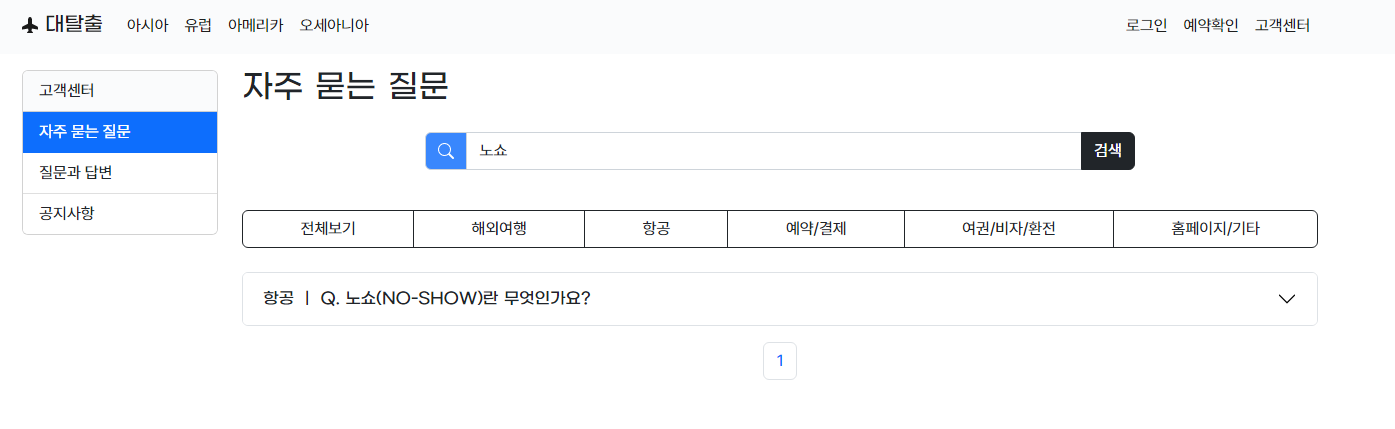 대탈출 아시아 유럽 아메리카 오세아니아 로그인 예약확인 고객센터
고객센터
자주 묻는 질문
질문과 답변
공지사항
자주 묻는 질문
노쇼 검색
전체보기 해외여행 항공 예약/결제 여권/비자/환전 홈페이지/기타
항공 ㅣ Q. 노쇼(NO-SHOW)란 무엇인가요?
1